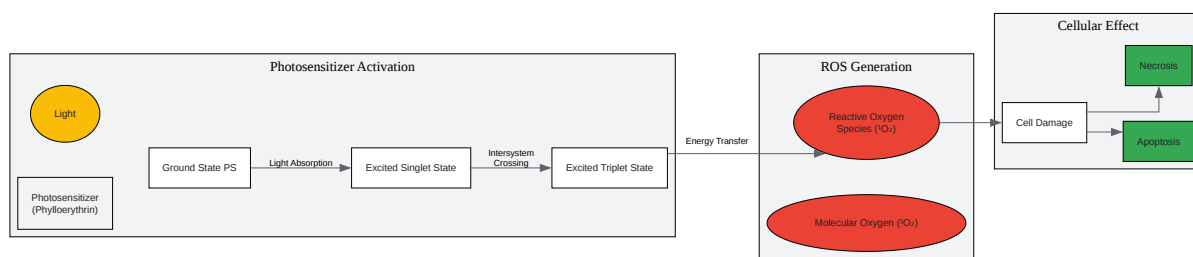 Photosensitizer Activation
Light
Photosensitizer
(Phylloerythrin)
Ground State PS
Light Absorption
Excited Singlet State
Intersystem
Crossing
Excited Triplet State
Energy Transfer
ROS Generation
Reactive Oxygen
Species (¹O₂)
Molecular Oxygen (³O₂)
Cellular Effect
Cell Damage
Necrosis
Apoptosis